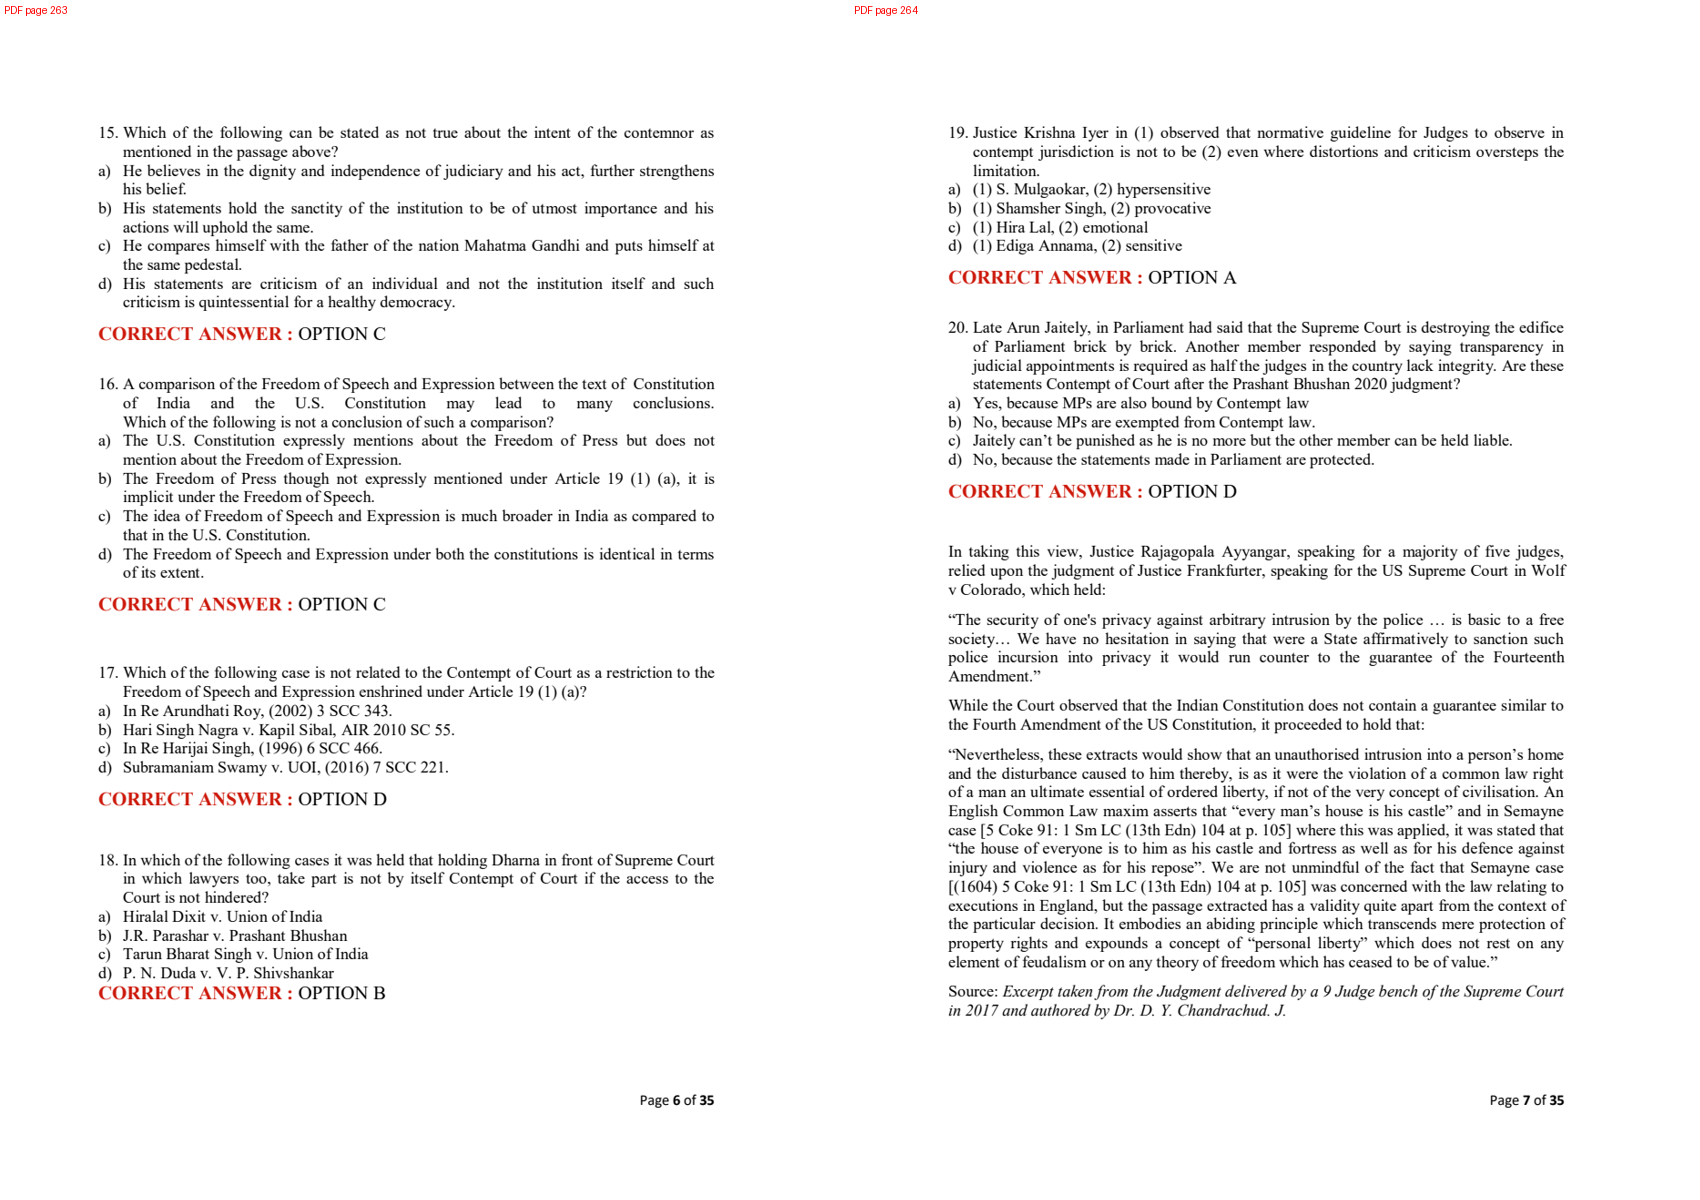 PDF page 263
15. Which of the following can be stated as not true about the intent of the contemnor as
mentioned in the passage above?
a) He believes in the dignity and independence of judiciary and his act, further strengthens
his belief.
b) His statements hold the sanctity of the institution to be of utmost importance and his
actions will uphold the same.
c) He compares himself with the father of the nation Mahatma Gandhi and puts himself at
the same pedestal.
d) His statements are criticism of an individual and not the institution itself and such
criticism is quintessential for a healthy democracy.
CORRECT ANSWER : OPTION C
16. A comparison of the Freedom of Speech and Expression between the text of Constitution
of India and the U.S. Constitution may lead to many conclusions.
Which of the following is not a conclusion of such a comparison?
a) The U.S. Constitution expressly mentions about the Freedom of Press but does not
mention about the Freedom of Expression.
b) The Freedom of Press though not expressly mentioned under Article 19 (1) (a), it is
implicit under the Freedom of Speech.
c) The idea of Freedom of Speech and Expression is much broader in India as compared to
that in the U.S. Constitution.
d) The Freedom of Speech and Expression under both the constitutions is identical in terms
of its extent.
CORRECT ANSWER : OPTION C
17. Which of the following case is not related to the Contempt of Court as a restriction to the
Freedom of Speech and Expression enshrined under Article 19 (1) (a)?
a) In Re Arundhati Roy, (2002) 3 SCC 343.
b) Hari Singh Nagra v. Kapil Sibal, AIR 2010 SC 55.
c) In Re Harijai Singh, (1996) 6 SCC 466.
d) Subramaniam Swamy v. UOI, (2016) 7 SCC 221.
CORRECT ANSWER : OPTION D
18. In which of the following cases it was held that holding Dharna in front of Supreme Court
in which lawyers too, take part is not by itself Contempt of Court if the access to the
Court is not hindered?
a) Hiralal Dixit v. Union of India
b) J.R. Parashar v. Prashant Bhushan
c) Tarun Bharat Singh v. Union of India
d) P. N. Duda v. V. P. Shivshankar
CORRECT ANSWER : OPTION B
Page 6 of 35
PDF page 264
19. Justice Krishna Iyer in (1) observed that normative guideline for Judges to observe in
contempt jurisdiction is not to be (2) even where distortions and criticism oversteps the
limitation.
a) (1) S. Mulgaokar, (2) hypersensitive
b) (1) Shamsher Singh, (2) provocative
c) (1) Hira Lal, (2) emotional
d) (1) Ediga Annama, (2) sensitive
CORRECT ANSWER : OPTION A
20. Late Arun Jaitely, in Parliament had said that the Supreme Court is destroying the edifice
of Parliament brick by brick. Another member responded by saying transparency in
judicial appointments is required as half the judges in the country lack integrity. Are these
statements Contempt of Court after the Prashant Bhushan 2020 judgment?
a) Yes, because MPs are also bound by Contempt law
b) No, because MPs are exempted from Contempt law.
c) Jaitely can’t be punished as he is no more but the other member can be held liable.
d) No, because the statements made in Parliament are protected.
CORRECT ANSWER : OPTION D
In taking this view, Justice Rajagopala Ayyangar, speaking for a majority of five judges,
relied upon the judgment of Justice Frankfurter, speaking for the US Supreme Court in Wolf
v Colorado, which held:
“The security of one's privacy against arbitrary intrusion by the police … is basic to a free
society… We have no hesitation in saying that were a State affirmatively to sanction such
police incursion into privacy it would run counter to the guarantee of the Fourteenth
Amendment.”
While the Court observed that the Indian Constitution does not contain a guarantee similar to
the Fourth Amendment of the US Constitution, it proceeded to hold that:
“Nevertheless, these extracts would show that an unauthorised intrusion into a person’s home
and the disturbance caused to him thereby, is as it were the violation of a common law right
of a man an ultimate essential of ordered liberty, if not of the very concept of civilisation. An
English Common Law maxim asserts that “every man’s house is his castle” and in Semayne
case [5 Coke 91: 1 Sm LC (13th Edn) 104 at p. 105] where this was applied, it was stated that
“the house of everyone is to him as his castle and fortress as well as for his defence against
injury and violence as for his repose”. We are not unmindful of the fact that Semayne case
[(1604) 5 Coke 91: 1 Sm LC (13th Edn) 104 at p. 105] was concerned with the law relating to
executions in England, but the passage extracted has a validity quite apart from the context of
the particular decision. It embodies an abiding principle which transcends mere protection of
property rights and expounds a concept of “personal liberty” which does not rest on any
element of feudalism or on any theory of freedom which has ceased to be of value.”
Source: Excerpt taken from the Judgment delivered by a 9 Judge bench of the Supreme Court
in 2017 and authored by Dr. D. Y. Chandrachud. J.
Page 7 of 35